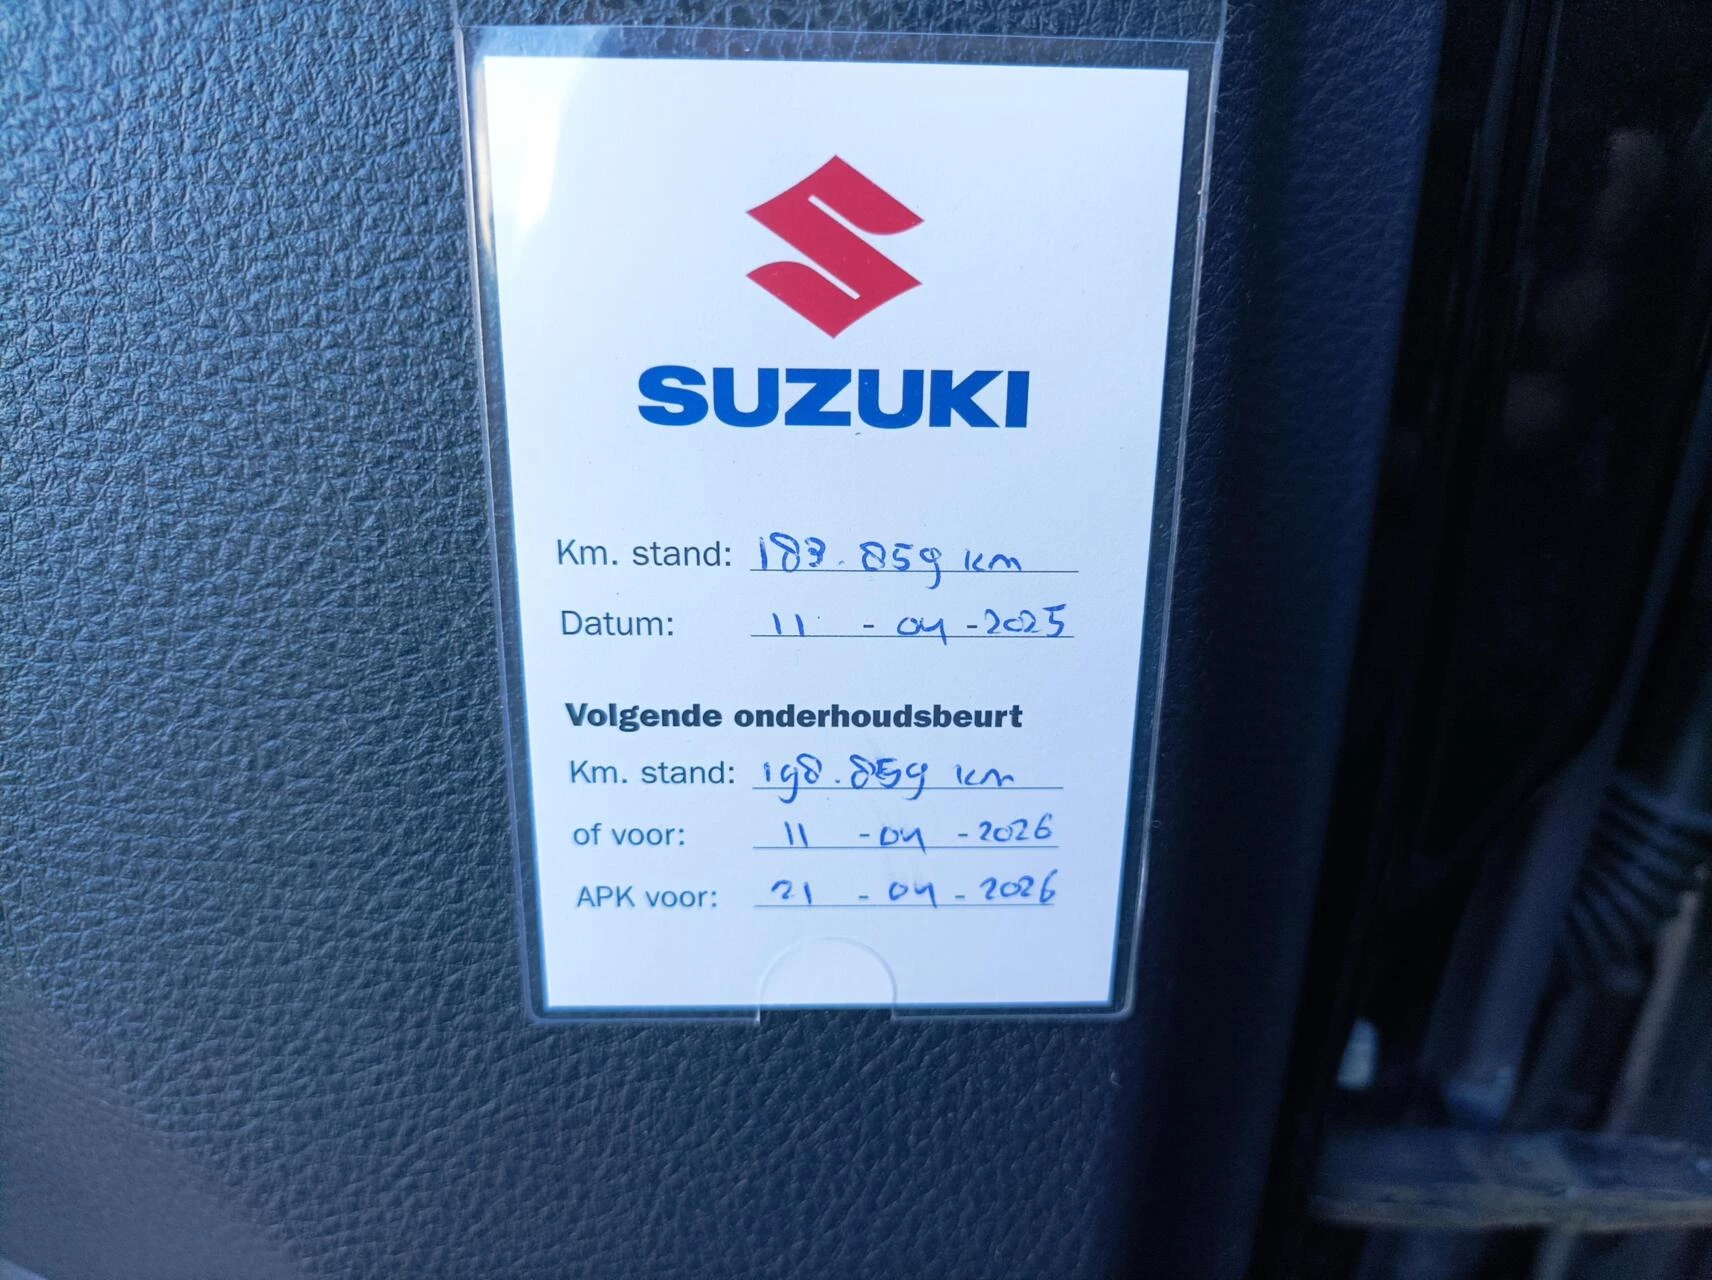 SUZUKI
Km. stand: 183.859 km
Datum: 11 - 04 - 2025
Volgende onderhoudsbeurt
Km. stand: 198.859 km
of voor: 11 - 04 - 2026
APK voor: 21 - 04 - 2026